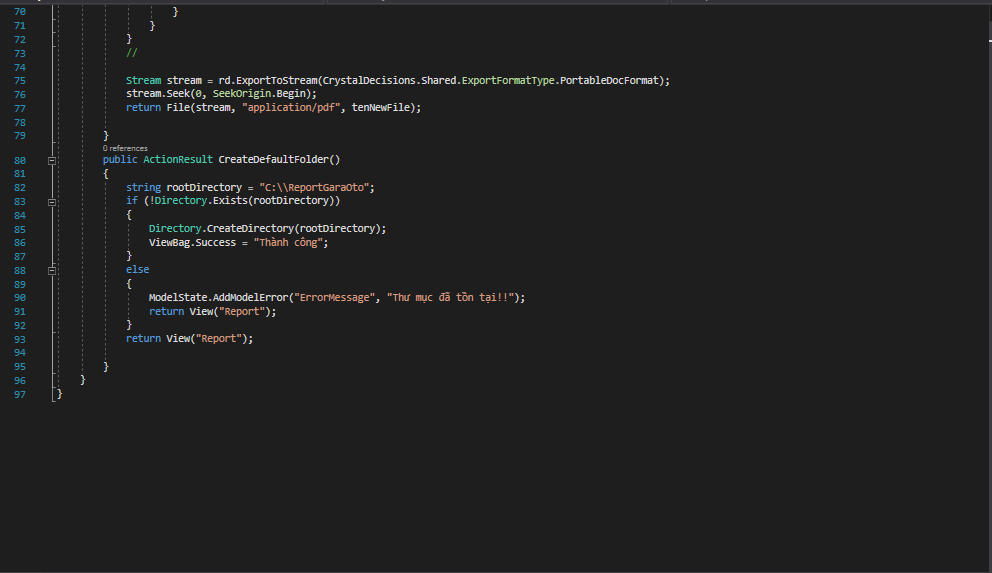 70 }
71 }
72 }
73 //
74
75 Stream stream = rd.ExportToStream(CrystalDecisions.Shared.ExportFormatType.PortableDocFormat);
76 stream.Seek(0, SeekOrigin.Begin);
77 return File(stream, "application/pdf", tenNewFile);
78
79 }
0 references
80 public ActionResult CreateDefaultFolder()
81 {
82 string rootDirectory = "C:\\ReportGaraOto";
83 if (!Directory.Exists(rootDirectory))
84 {
85 Directory.CreateDirectory(rootDirectory);
86 ViewBag.Success = "Thành công";
87 }
88 else
89 {
90 ModelState.AddModelError("ErrorMessage", "Thư mục đã tồn tại!!");
91 return View("Report");
92 }
93 return View("Report");
94
95 }
96 }
97 }